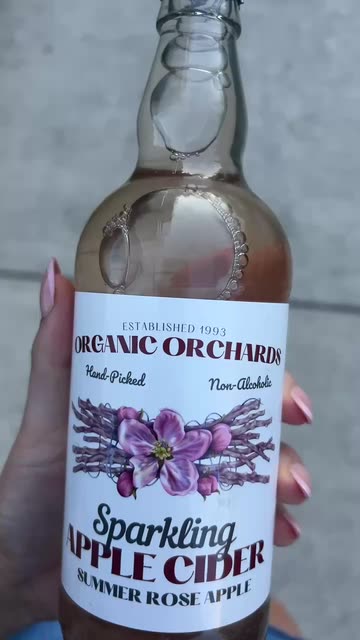 ESTABLISHED 1993
ORGANIC ORCHARDS
Hand-Picked Non-Alcoholic
Sparkling
APPLE CIDER
SUMMER ROSE APPLE